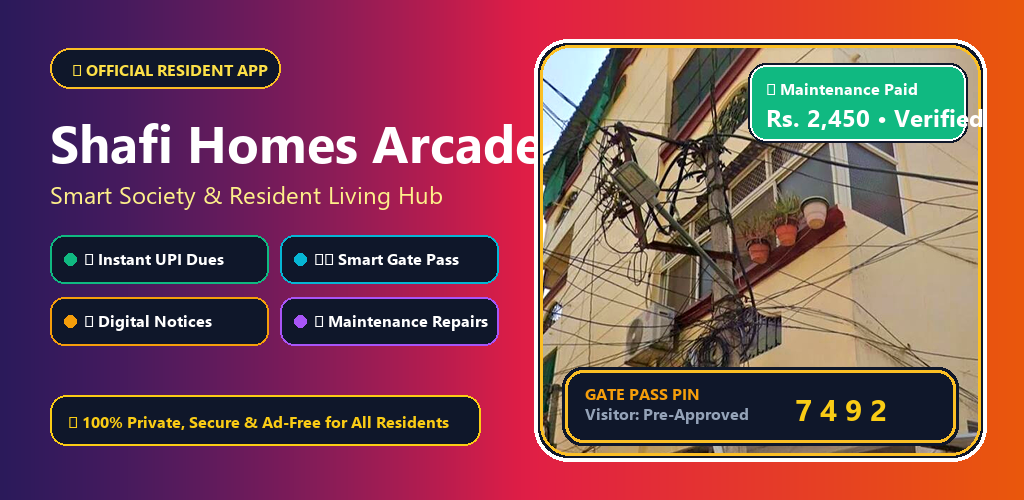 OFFICIAL RESIDENT APP
Shafi Homes Arcade
Smart Society & Resident Living Hub
Instant UPI Dues
Smart Gate Pass
Digital Notices
Maintenance Repairs
100% Private, Secure & Ad-Free for All Residents
Maintenance Paid
Rs. 2,450 • Verified
GATE PASS PIN
Visitor: Pre-Approved
7 4 9 2